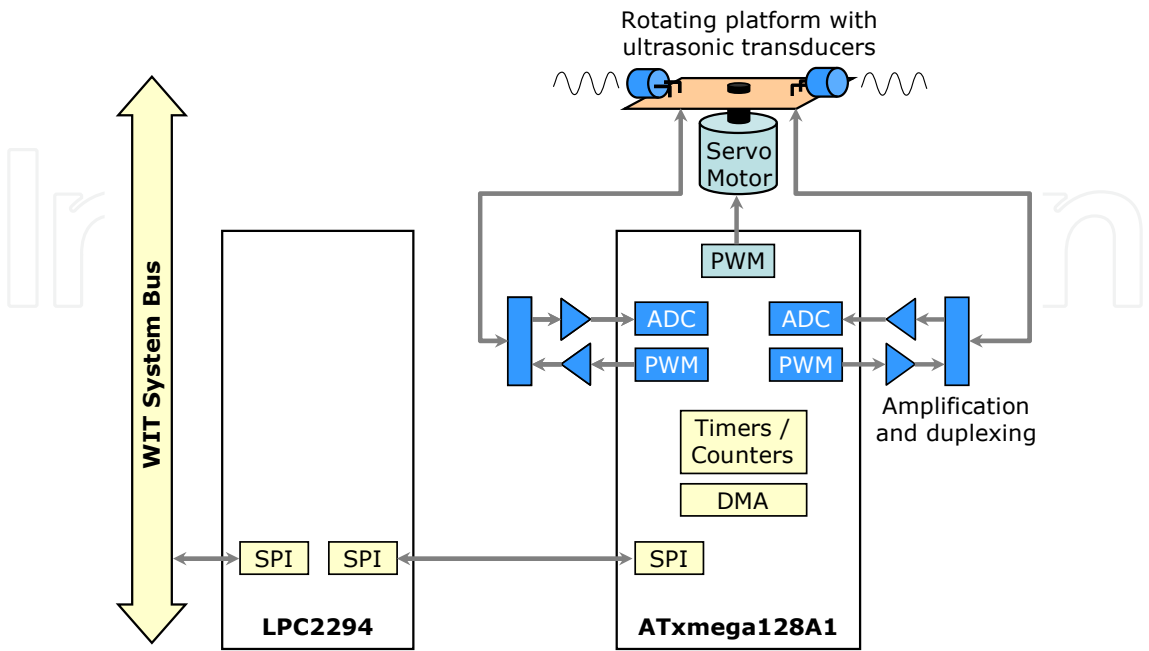 Rotating platform with
ultrasonic transducers
Servo
Motor
WIT System Bus
PWM
ADC
ADC
PWM
PWM
Amplification
and duplexing
Timers /
Counters
DMA
SPI
SPI
SPI
LPC2294
ATxmega128A1